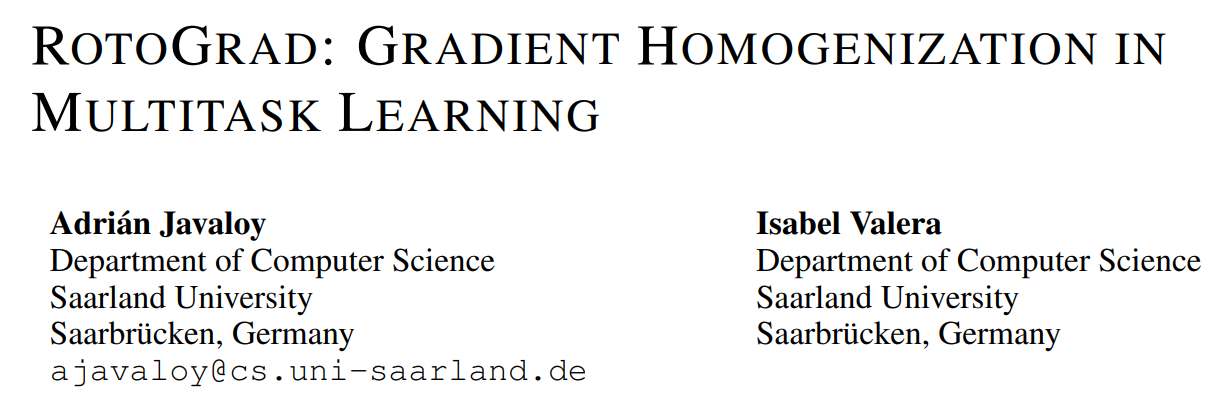 ROTOGRAD: GRADIENT HOMOGENIZATION IN
MULTITASK LEARNING
Adrián Javaloy
Department of Computer Science
Saarland University
Saarbrücken, Germany
ajavaloy@cs.uni-saarland.de
Isabel Valera
Department of Computer Science
Saarland University
Saarbrücken, Germany